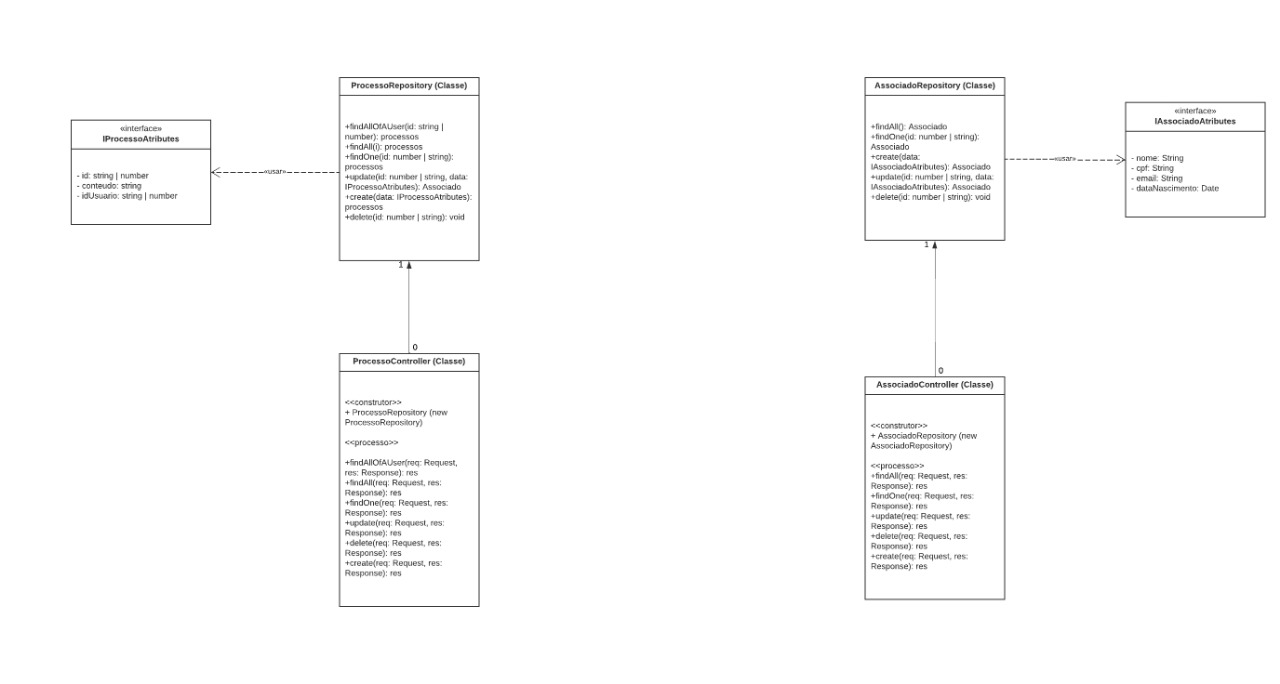 ProcessoRepository (Classe)
+findAllOfAUser(id: string |
number): processos
+findAll(i): processos
+findOne(id: number | string):
processos
+update(id: number | string, data:
IProcessAtributes): Associado
+create(data: IProcessAtributes):
processos
+delete(id: number | string): void
«interface»
IProcessoAtributes
- id: string | number
- conteudo: string
- idUsuario: string | number
«usar»
1
0
ProcessoController (Classe)
<<construtor>>
+ ProcessoRepository (new
ProcessoRepository)
<<processo>>
+findAllOfAUser(req: Request,
res: Response): res
+findAll(req: Request, res:
Response): res
+findOne(req: Request, res:
Response): res
+update(req: Request, res:
Response): res
+delete(req: Request, res:
Response): res
+create(req: Request, res:
Response): res
AssociadoRepository (Classe)
+findAll(): Associado
+findOne(id: number | string):
Associado
+create(data:
IAssociadoAtributes): Associado
+update(id: number | string, data:
IAssociadoAtributes): Associado
+delete(id: number | string): void
«usar»
«interface»
IAssociadoAtributes
- nome: String
- cpf: String
- email: String
- dataNascimento: Date
1
0
AssociadoController (Classe)
<<construtor>>
+ AssociadoRepository (new
AssociadoRepository)
<<processo>>
+findAll(req: Request, res:
Response): res
+findOne(req: Request, res:
Response): res
+update(req: Request, res:
Response): res
+delete(req: Request, res:
Response): res
+create(req: Request, res:
Response): res